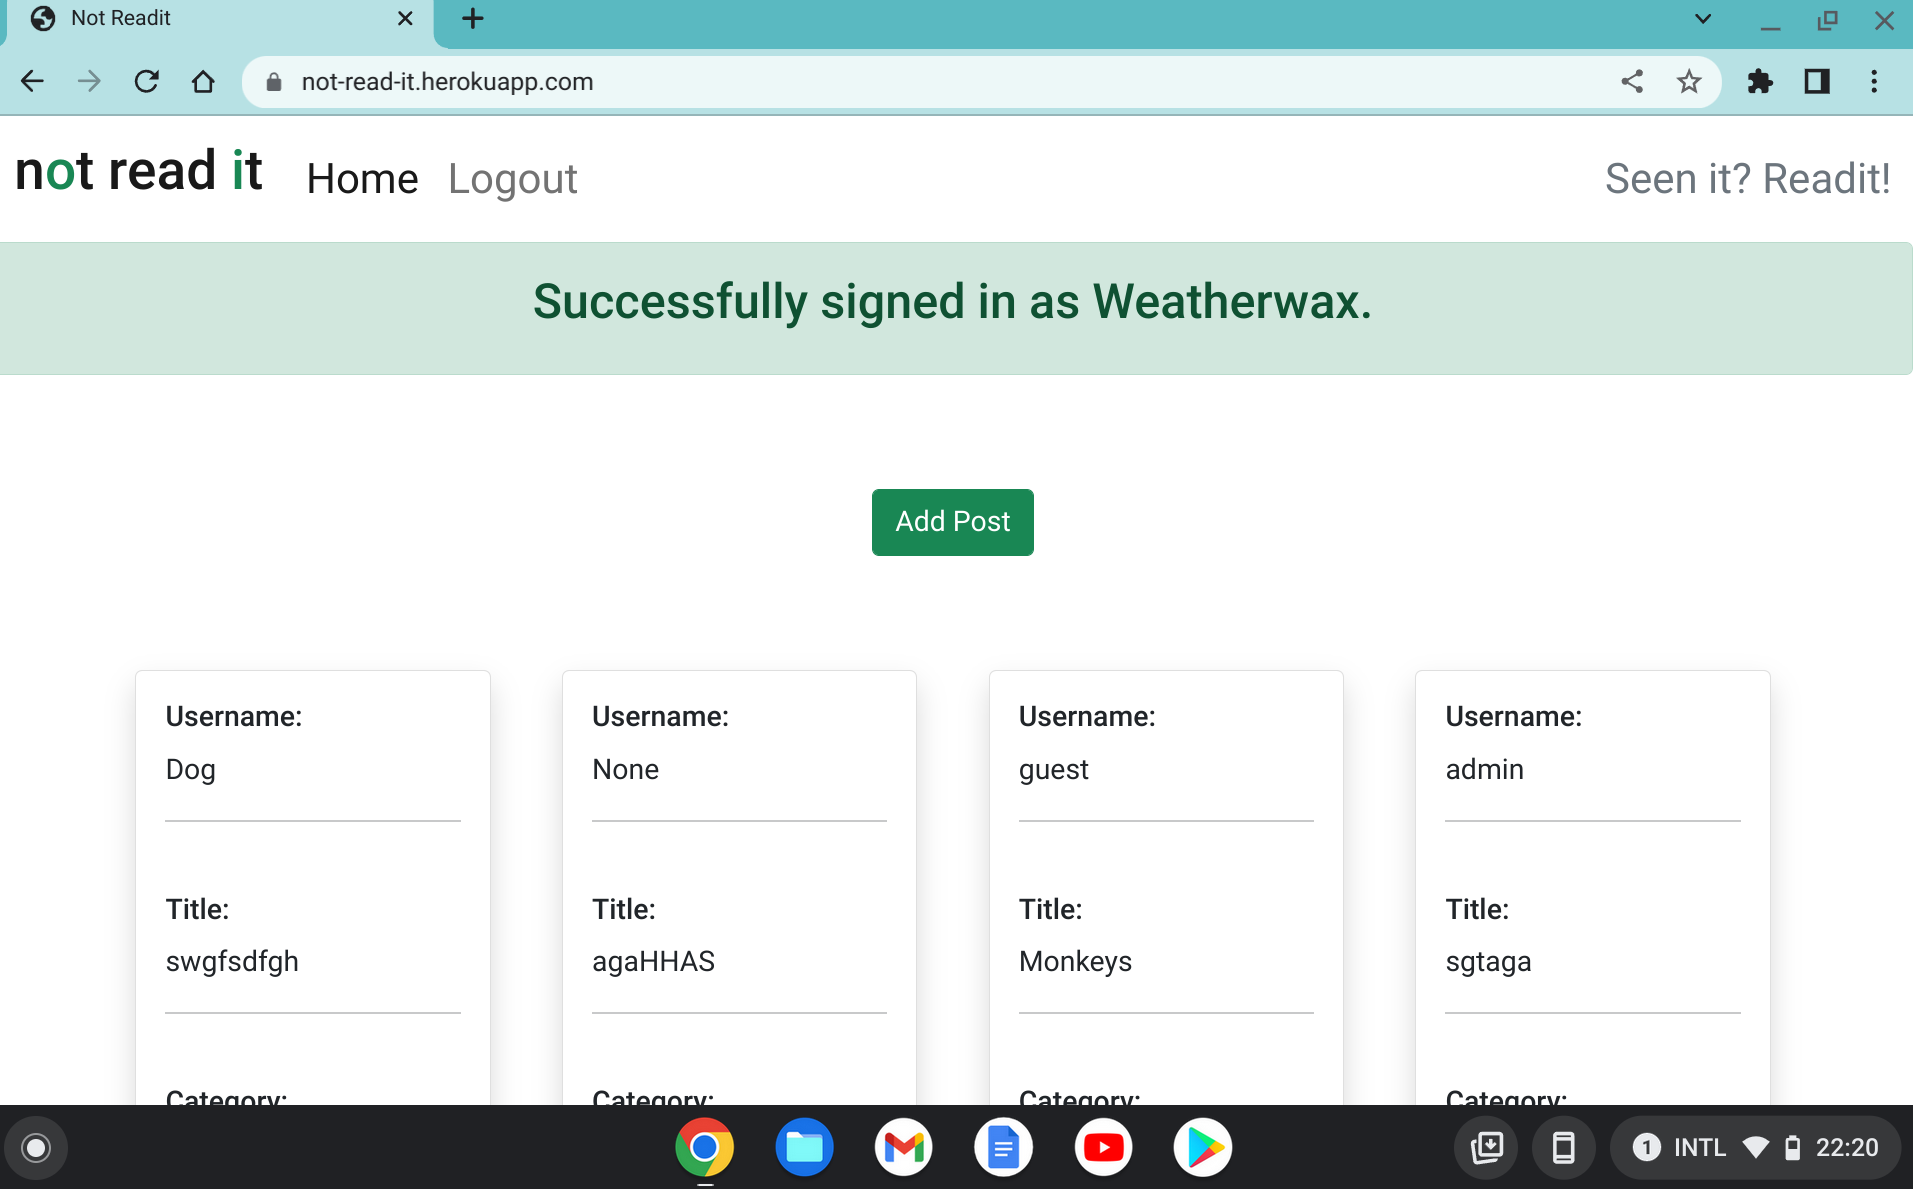 Not Readit
not-read-it.herokuapp.com
not read it Home Logout Seen it? Readit!
Successfully signed in as Weatherwax.
Add Post
Username: Username: Username: Username:
Dog None guest admin
Title: Title: Title: Title:
swgfsdfgh agaHHAS Monkeys sgtaga
Category: Category: Category: Category:
1 INTL 22:20